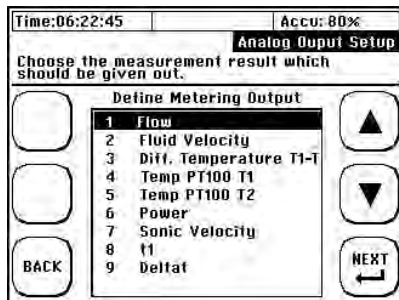 Time:06:22:45 Accu: 80%
Analog Ouput Setup
Choose the measurement result which
should be given out.
Define Metering Output
1 Flow
2 Fluid Velocity
3 Diff. Temperature T1-T
4 Temp PT100 T1
5 Temp PT100 T2
6 Power
7 Sonic Velocity
8 t1
9 Deltat
BACK
NEXT